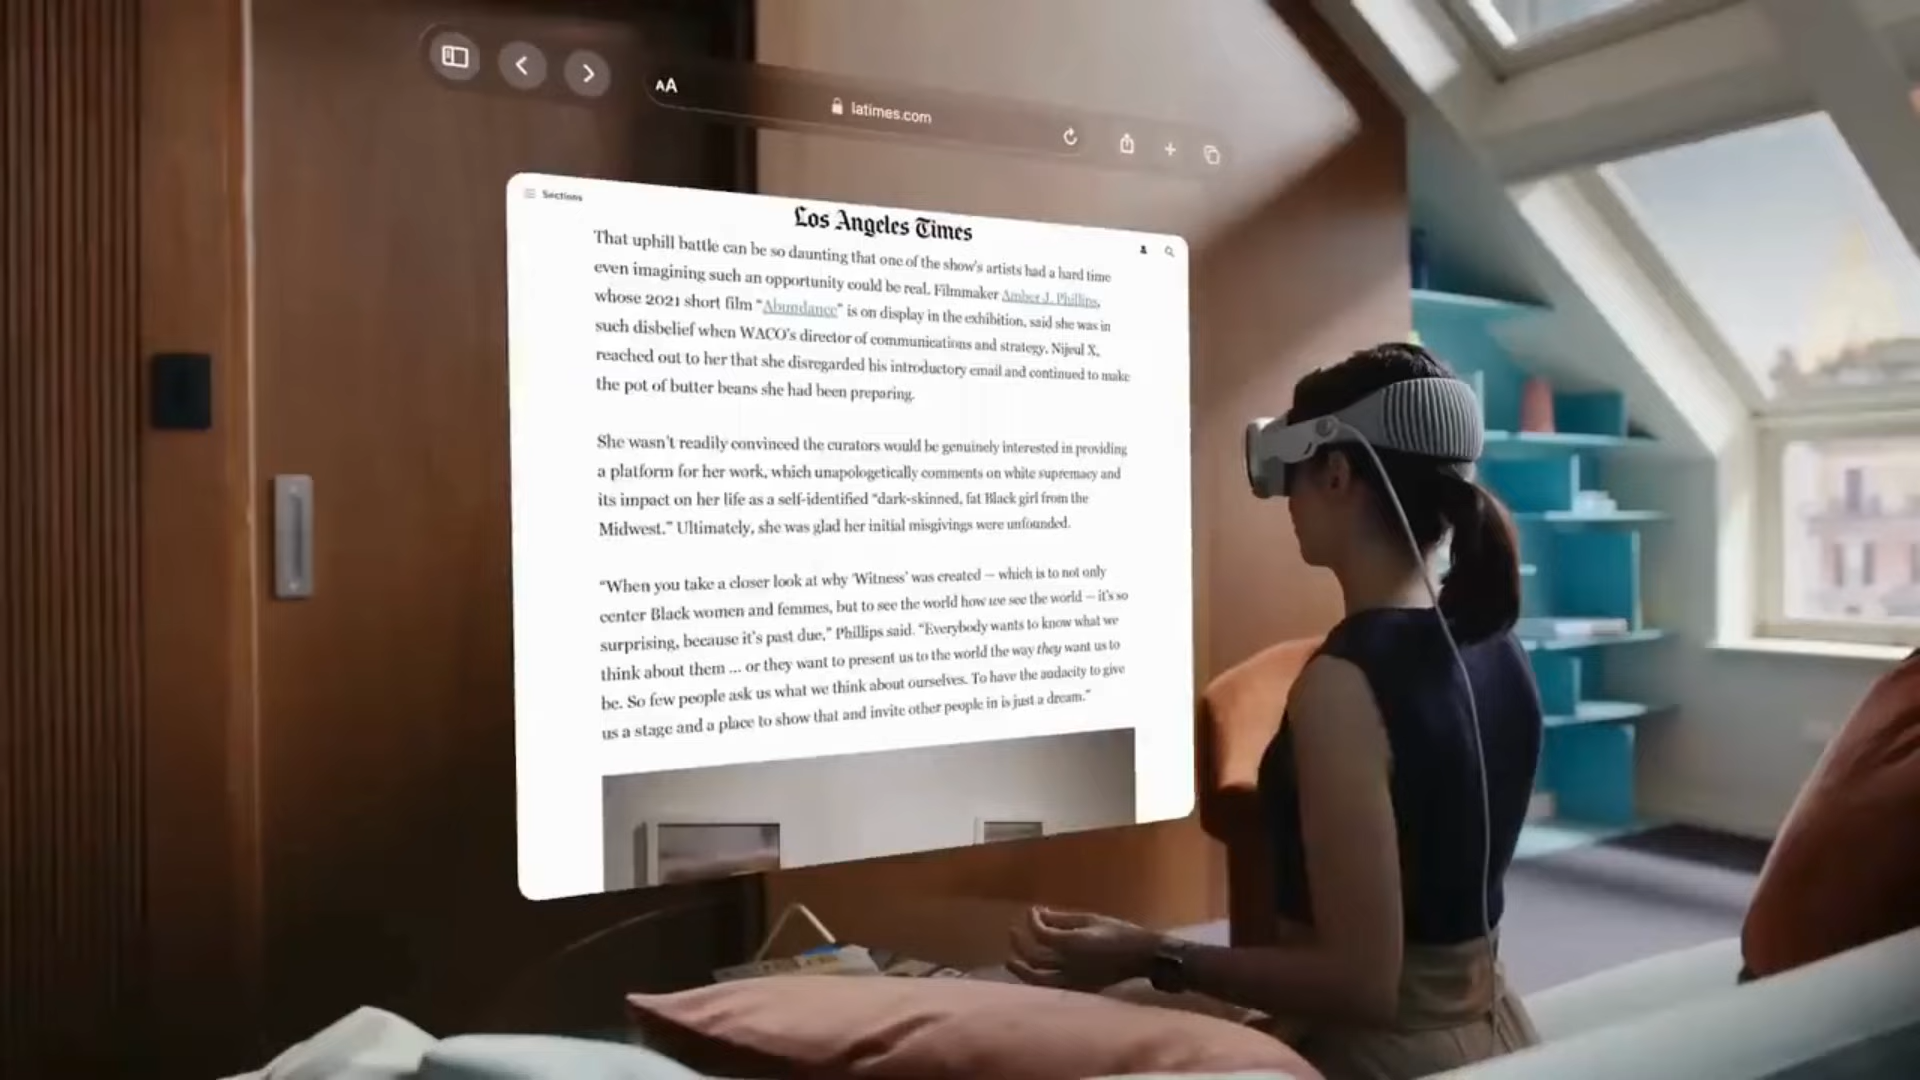 AA
latimes.com
Sections
Los Angeles Times
That uphill battle can be so daunting that one of the show's artists had a hard time
even imagining such an opportunity could be real. Filmmaker Amber J. Phillips,
whose 2021 short film “Abundance” is on display in the exhibition, said she was in
such disbelief when WACO's director of communications and strategy, Nijeul X,
reached out to her that she disregarded his introductory email and continued to make
the pot of butter beans she had been preparing.
She wasn't readily convinced the curators would be genuinely interested in providing
a platform for her work, which unapologetically comments on white supremacy and
its impact on her life as a self-identified “dark-skinned, fat Black girl from the
Midwest.” Ultimately, she was glad her initial misgivings were unfounded.
“When you take a closer look at why ‘Witness’ was created — which is to not only
center Black women and femmes, but to see the world how we see the world — it's so
surprising, because it's past due,” Phillips said. “Everybody wants to know what we
think about them ... or they want to present us to the world the way they want us to
be. So few people ask us what we think about ourselves. To have the audacity to give
us a stage and a place to show that and invite other people in is just a dream.”